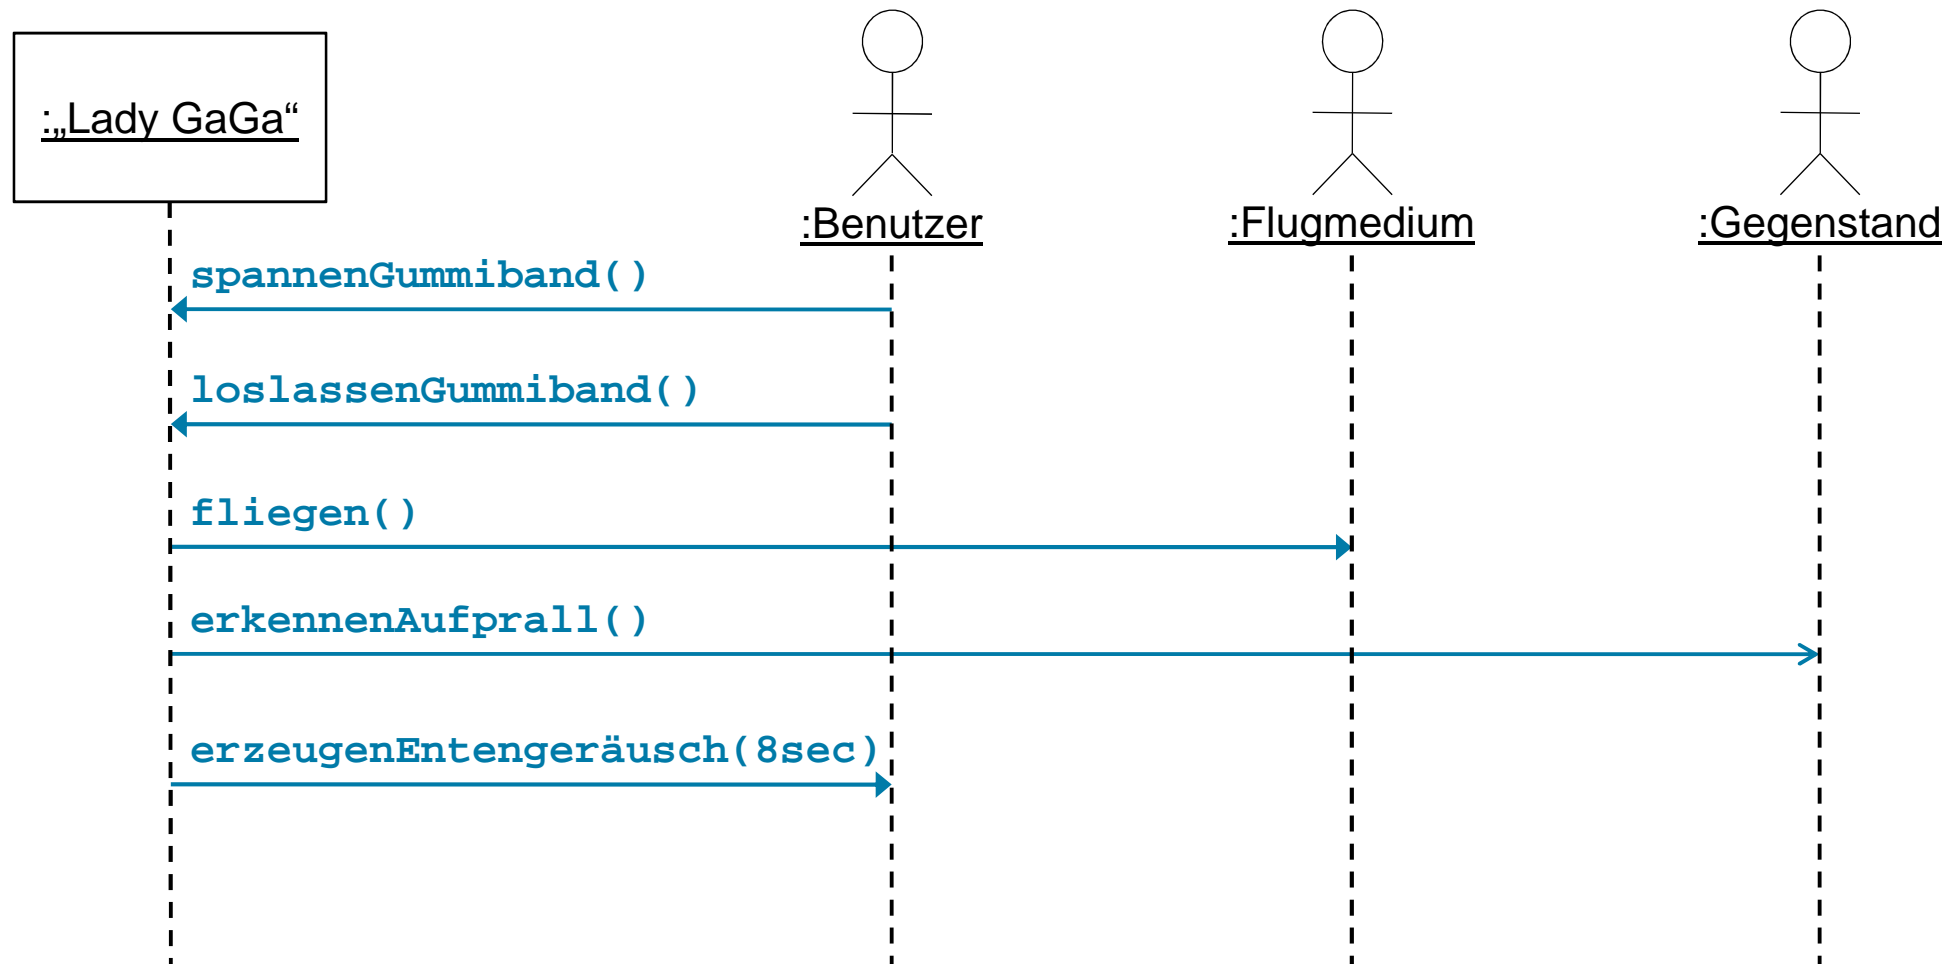 :„Lady GaGa“
:Benutzer
:Flugmedium
:Gegenstand
spannenGummiband()
loslassenGummiband()
fliegen()
erkennenAufprall()
erzeugenEntengeräusch(8sec)